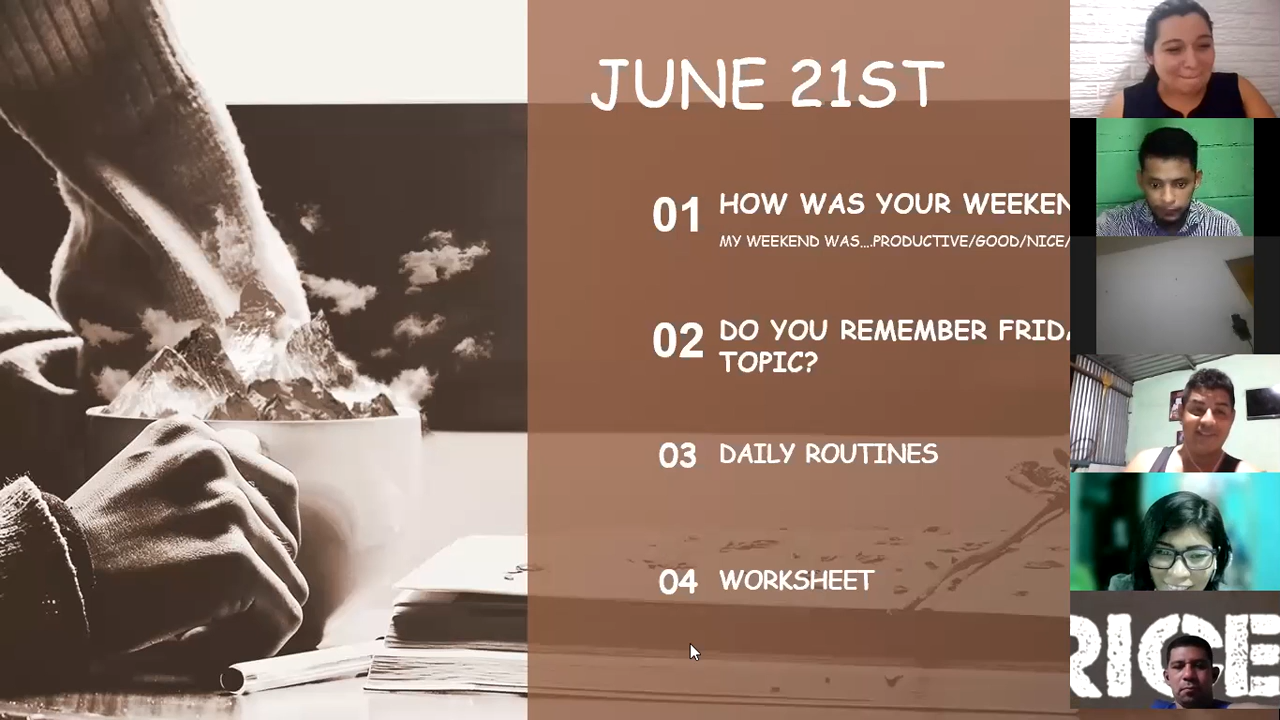 JUNE 21ST
01 HOW WAS YOUR WEEKEN
MY WEEKEND WAS....PRODUCTIVE/GOOD/NICE/
02 DO YOU REMEMBER FRIDA
TOPIC?
03 DAILY ROUTINES
04 WORKSHEET
RICE